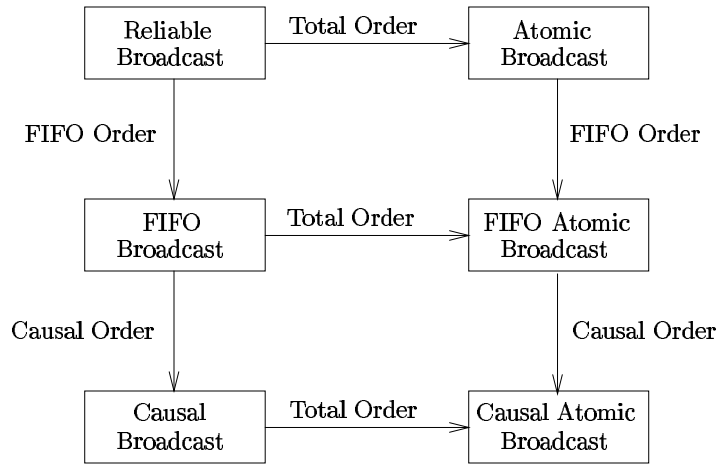 Reliable
Broadcast
Total Order
Atomic
Broadcast
FIFO Order
FIFO Order
FIFO
Broadcast
Total Order
FIFO Atomic
Broadcast
Causal Order
Causal Order
Causal
Broadcast
Total Order
Causal Atomic
Broadcast